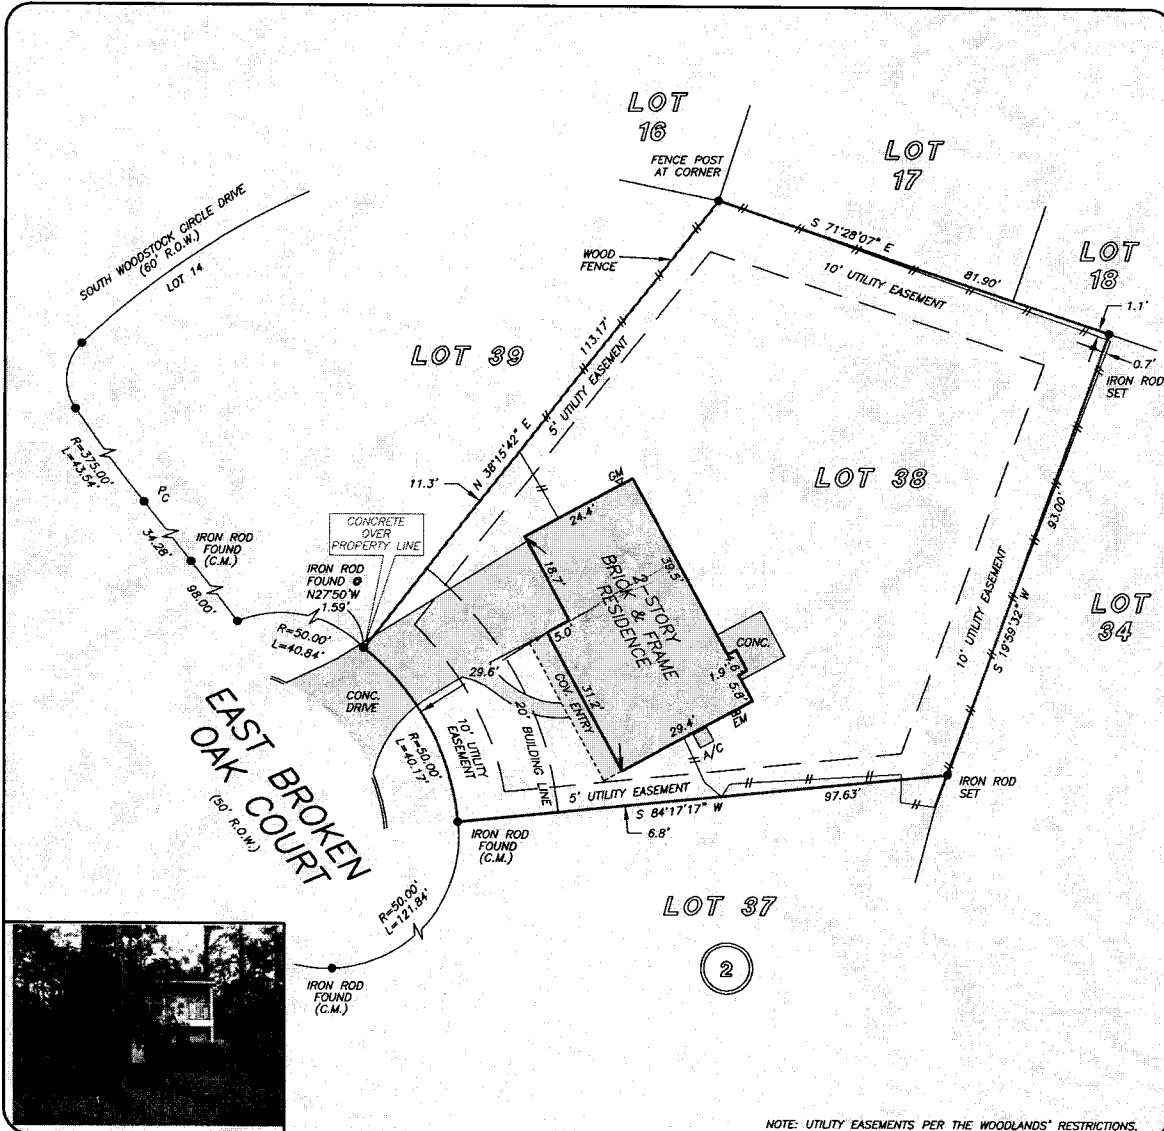 LOT
16
FENCE POST
AT CORNER
LOT
17
S 71°28'07" E
81.90'
10' UTILITY EASEMENT
LOT
18
1.1'
0.7'
IRON ROD
SET
SOUTH WOODSTOCK CIRCLE DRIVE
(60' R.O.W.)
LOT 14
WOOD
FENCE
LOT 39
113.17'
5' UTILITY EASEMENT
N 38°15'42" E
11.3'
R=375.00'
L=43.54'
PC
34.28'
IRON ROD
FOUND
(C.M.)
98.00'
CONCRETE
OVER
PROPERTY LINE
IRON ROD
FOUND @
N27°50'W
1.59'
R=50.00'
L=40.84'
GM
24.4'
LOT 38
18.7'
39.5'
2-STORY
BRICK & FRAME
RESIDENCE
93.00'
10' UTILITY EASEMENT
S 19°59'32" W
LOT
34
CONC.
5.0'
1.9'
5.8'
29.6'
CONC.
DRIVE
COV. ENTRY
31.2'
29.4'
EM
A/C
EAST BROKEN
OAK COURT
(50' R.O.W.)
R=50.00'
L=40.17'
10' UTILITY
EASEMENT
20' BUILDING LINE
5' UTILITY EASEMENT
S 84°17'17" W
97.63'
6.8'
IRON ROD
SET
IRON ROD
FOUND
(C.M.)
R=50.00'
L=121.84'
LOT 37
2
IRON ROD
FOUND
(C.M.)
NOTE: UTILITY EASEMENTS PER THE WOODLANDS' RESTRICTIONS.